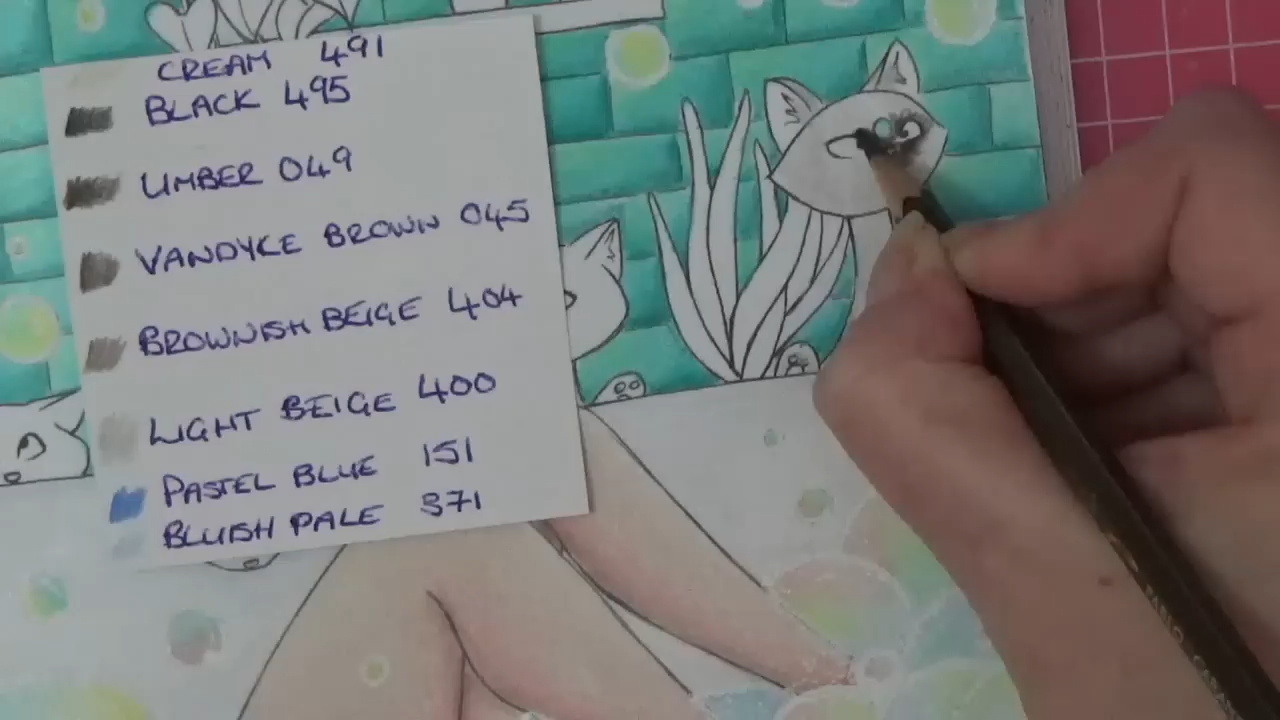 CREAM 491
BLACK 495
UMBER 049
VANDYKE BROWN 045
BROWNISH BEIGE 404
LIGHT BEIGE 400
PASTEL BLUE 151
BLUISH PALE 371